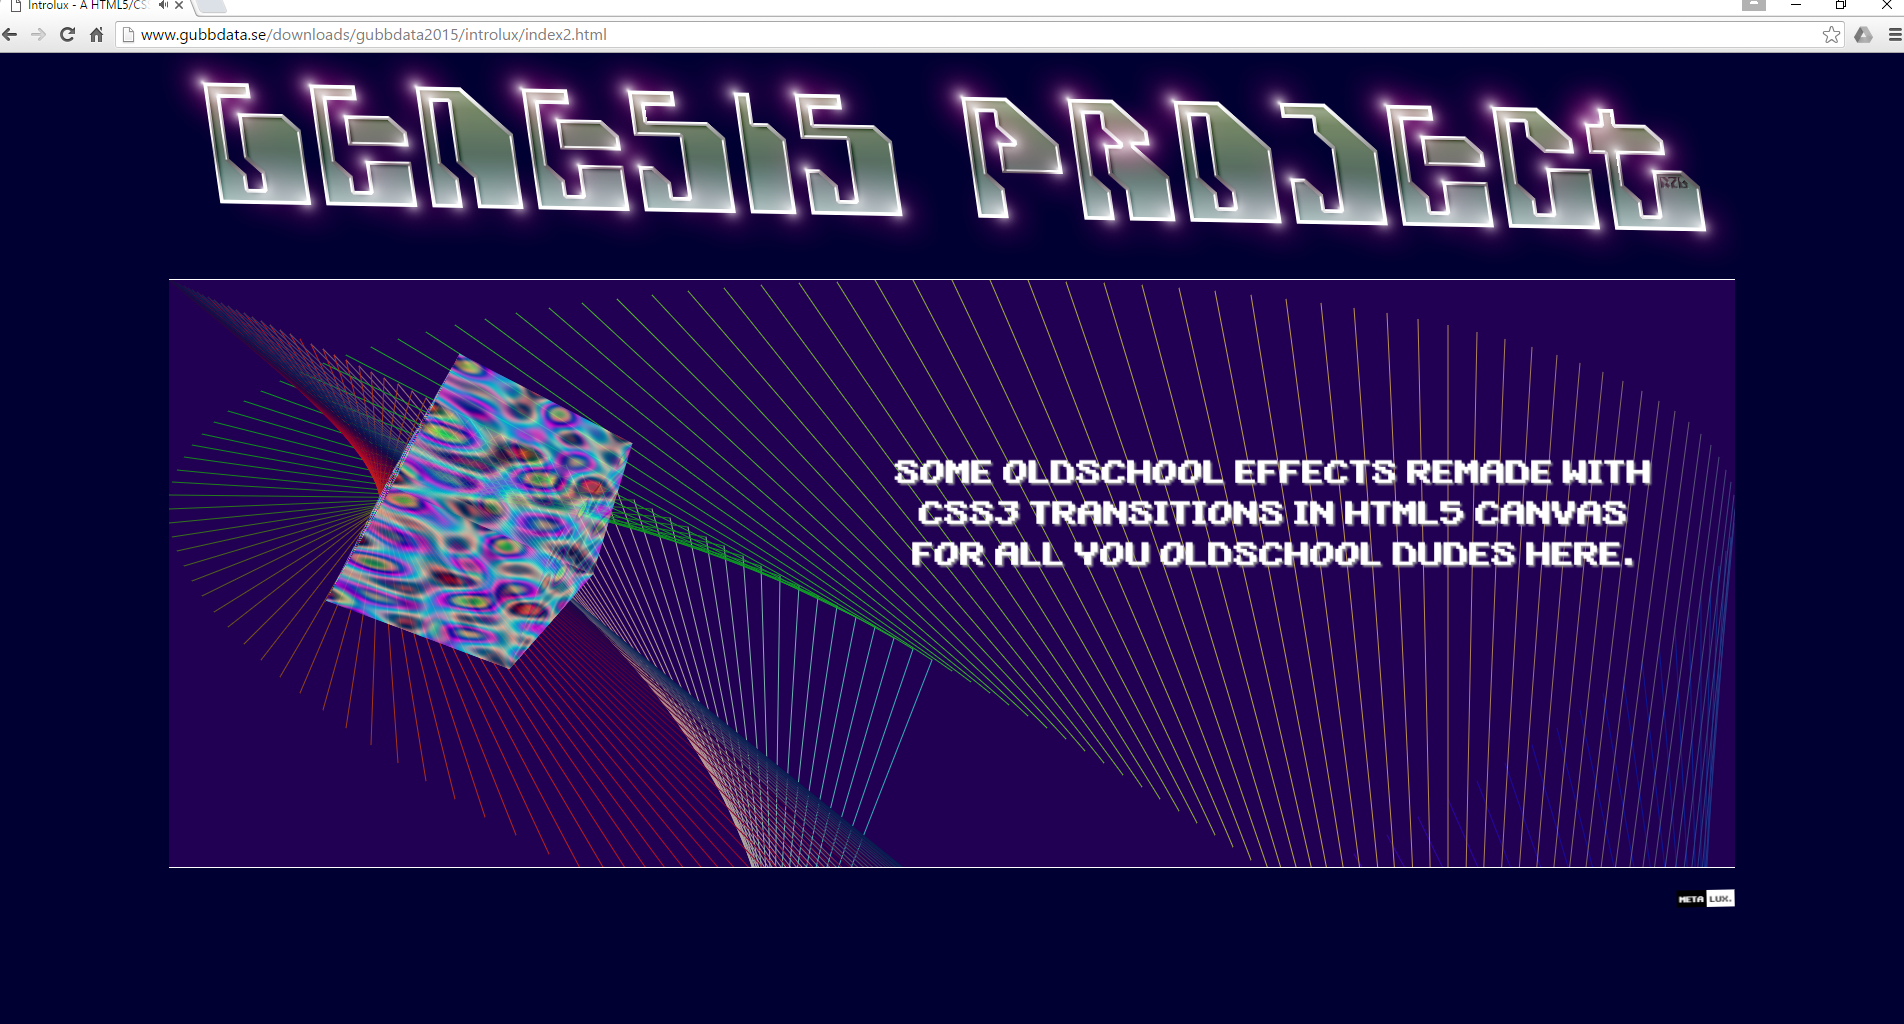 Introlux - A HTML5/CS
www.gubbdata.se/downloads/gubbdata2015/introlux/index2.html
GENESIS PROJECT
SOME OLDSCHOOL EFFECTS REMADE WITH
CSS3 TRANSITIONS IN HTML5 CANVAS
FOR ALL YOU OLDSCHOOL DUDES HERE.
META LUX.